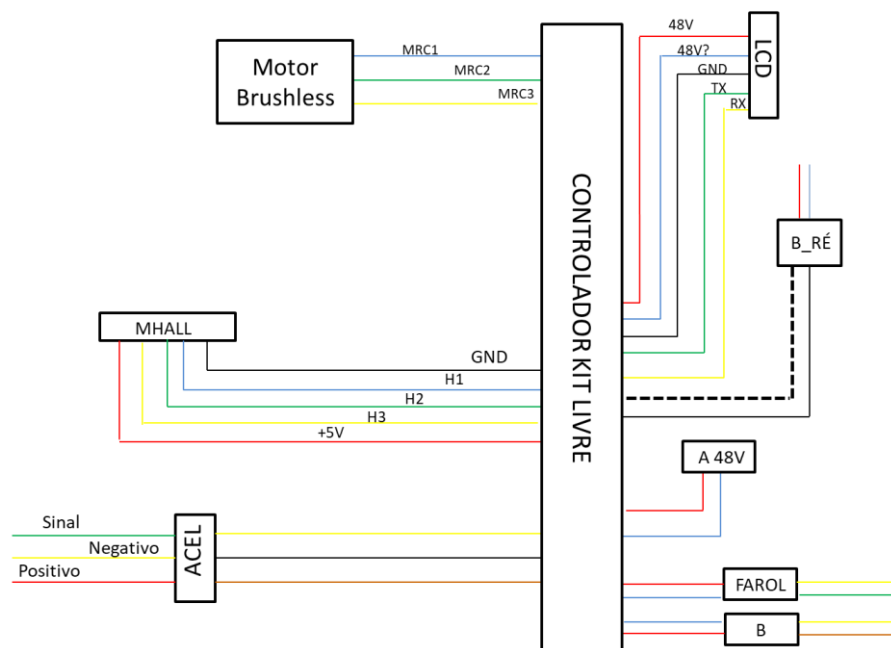 Motor
Brushless
MRC1
MRC2
MRC3
CONTROLADOR KIT LIVRE
48V
48V?
GND
TX
RX
LCD
B_RÉ
MHALL
GND
H1
H2
H3
+5V
A 48V
Sinal
Negativo
Positivo
ACEL
FAROL
B